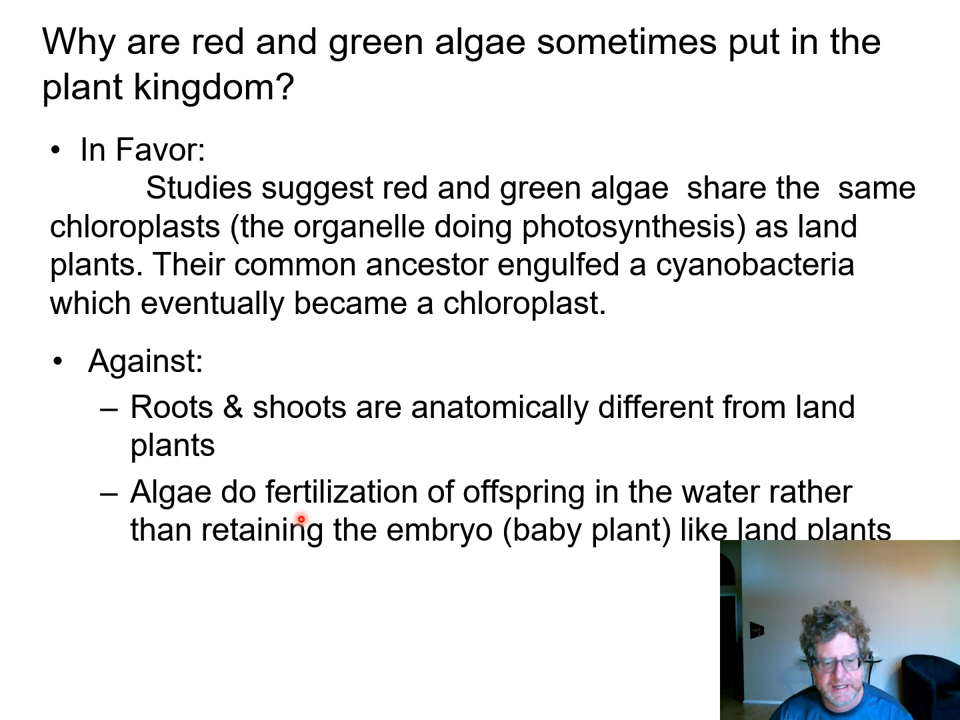 Why are red and green algae sometimes put in the
plant kingdom?
• In Favor:
Studies suggest red and green algae share the same
chloroplasts (the organelle doing photosynthesis) as land
plants. Their common ancestor engulfed a cyanobacteria
which eventually became a chloroplast.
• Against:
– Roots & shoots are anatomically different from land
plants
– Algae do fertilization of offspring in the water rather
than retaining the embryo (baby plant) like land plants